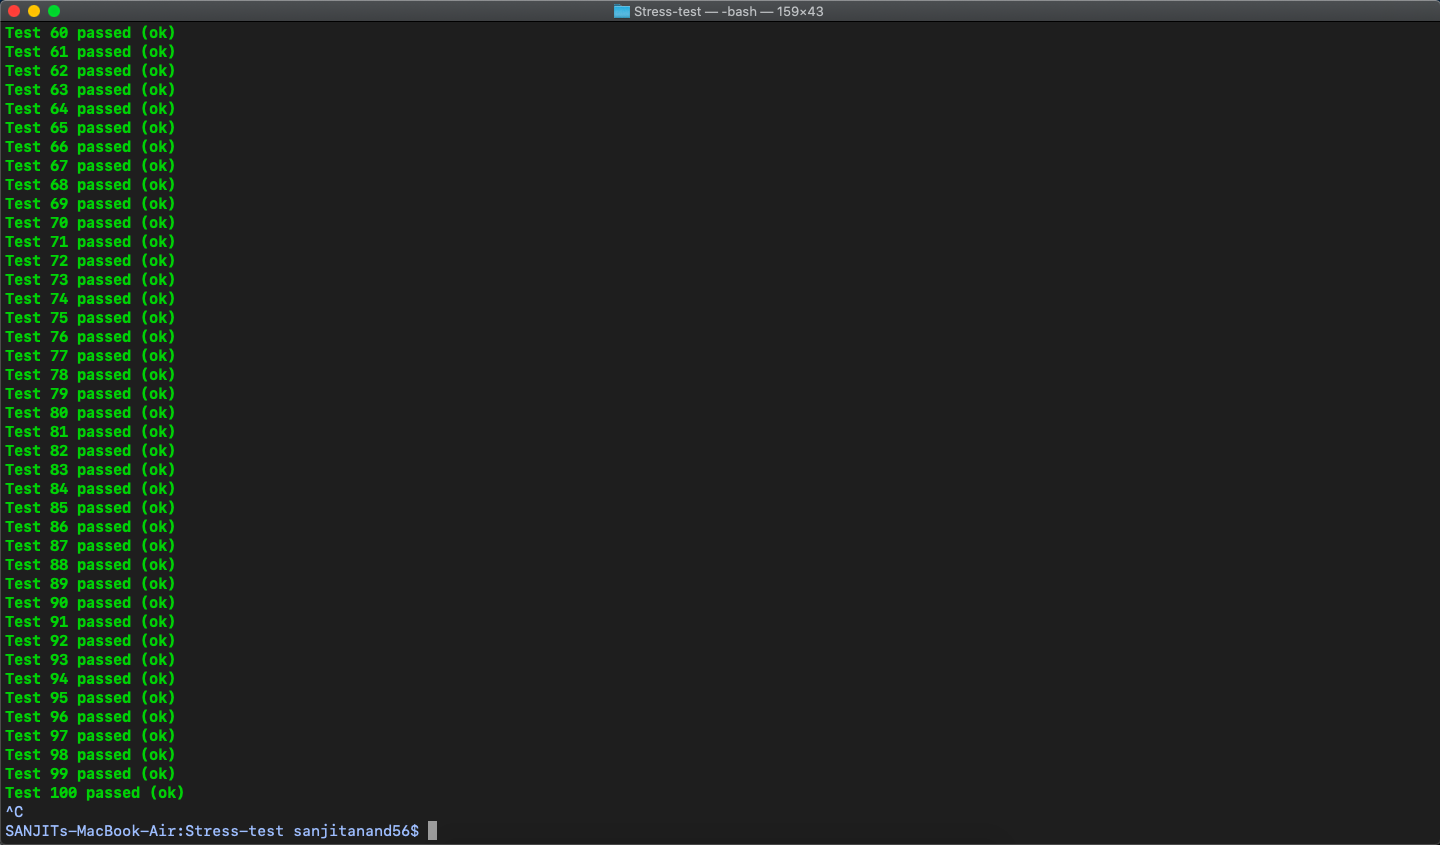 Stress-test — -bash — 159×43
Test 60 passed (ok)
Test 61 passed (ok)
Test 62 passed (ok)
Test 63 passed (ok)
Test 64 passed (ok)
Test 65 passed (ok)
Test 66 passed (ok)
Test 67 passed (ok)
Test 68 passed (ok)
Test 69 passed (ok)
Test 70 passed (ok)
Test 71 passed (ok)
Test 72 passed (ok)
Test 73 passed (ok)
Test 74 passed (ok)
Test 75 passed (ok)
Test 76 passed (ok)
Test 77 passed (ok)
Test 78 passed (ok)
Test 79 passed (ok)
Test 80 passed (ok)
Test 81 passed (ok)
Test 82 passed (ok)
Test 83 passed (ok)
Test 84 passed (ok)
Test 85 passed (ok)
Test 86 passed (ok)
Test 87 passed (ok)
Test 88 passed (ok)
Test 89 passed (ok)
Test 90 passed (ok)
Test 91 passed (ok)
Test 92 passed (ok)
Test 93 passed (ok)
Test 94 passed (ok)
Test 95 passed (ok)
Test 96 passed (ok)
Test 97 passed (ok)
Test 98 passed (ok)
Test 99 passed (ok)
Test 100 passed (ok)
^C
SANJITs-MacBook-Air:Stress-test sanjitanand56$